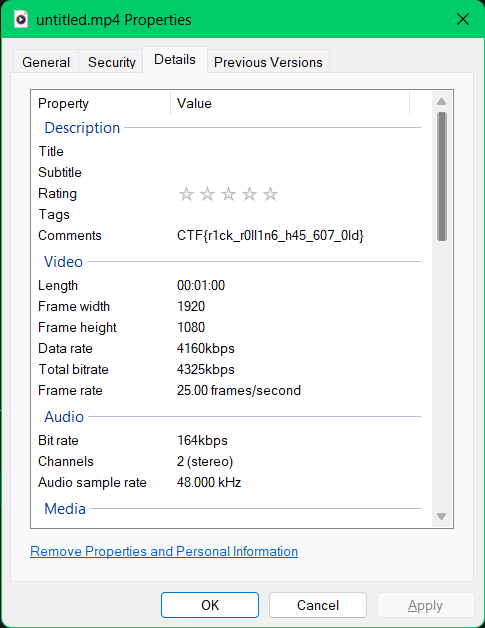 untitled.mp4 Properties
General Security Details Previous Versions
Property Value
Description
Title
Subtitle
Rating
Tags
Comments CTF{r1ck_r0ll1n6_h45_607_0ld}
Video
Length 00:01:00
Frame width 1920
Frame height 1080
Data rate 4160kbps
Total bitrate 4325kbps
Frame rate 25.00 frames/second
Audio
Bit rate 164kbps
Channels 2 (stereo)
Audio sample rate 48.000 kHz
Media
Remove Properties and Personal Information
OK Cancel Apply